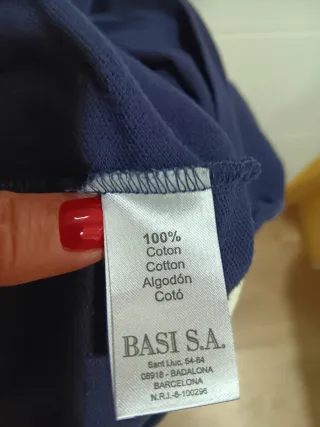 100%
Coton
Cotton
Algodón
Cotó
BASI S.A.
Sant Lluc, 54-64
08918 - BADALONA
BARCELONA
N.R.I.-8-100296